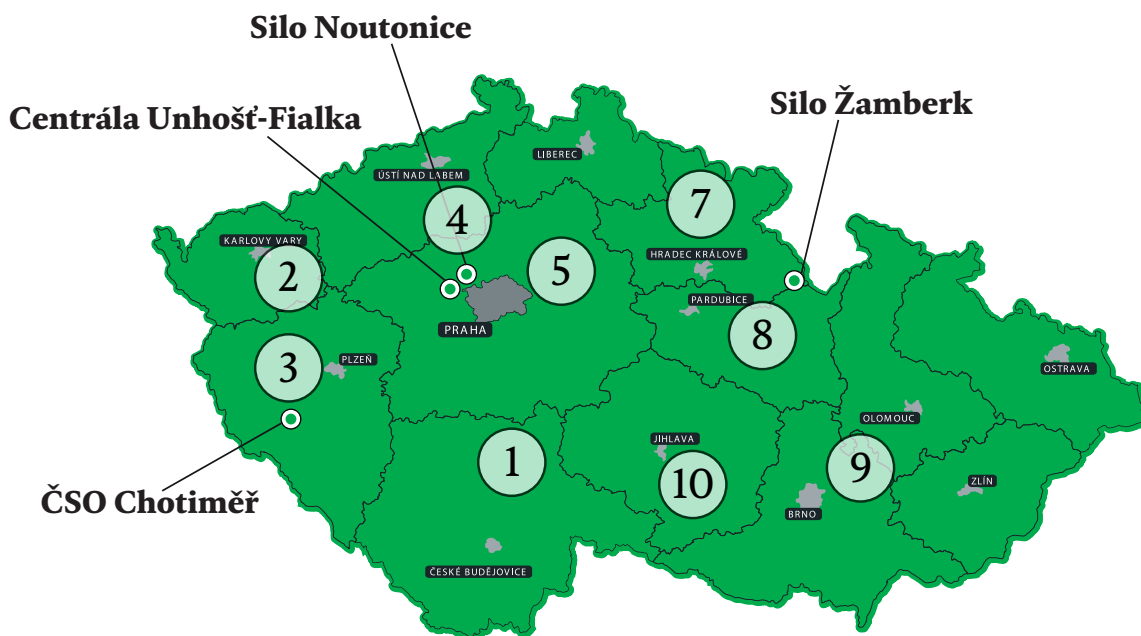 Silo Noutonice
Silo Žamberk
Centrála Unhošť-Fialka
LIBEREC
ÚSTÍ NAD LABEM
7
4
KARLOVY VARY
HRADEC KRÁLOVÉ
5
2
PARDUBICE
PRAHA
8
PLZEŇ
3
OSTRAVA
OLOMOUC
JIHLAVA
1
9
10
ZLÍN
ČSO Chotiměř
BRNO
ČESKÉ BUDĚJOVICE